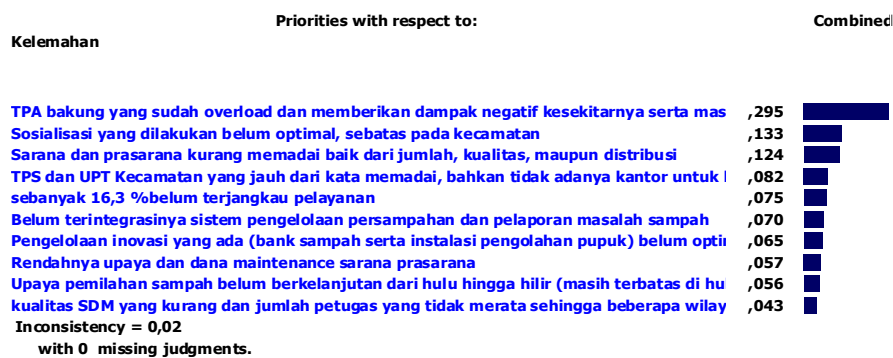 Priorities with respect to:
Combined
Kelemahan
TPA bakung yang sudah overload dan memberikan dampak negatif kesekitarnya serta mas ,295
Sosialisasi yang dilakukan belum optimal, sebatas pada kecamatan ,133
Sarana dan prasarana kurang memadai baik dari jumlah, kualitas, maupun distribusi ,124
TPS dan UPT Kecamatan yang jauh dari kata memadai, bahkan tidak adanya kantor untuk ,082
sebanyak 16,3 %belum terjangkau pelayanan ,075
Belum terintegrasinya sistem pengelolaan persampahan dan pelaporan masalah sampah ,070
Pengelolaan inovasi yang ada (bank sampah serta instalasi pengolahan pupuk) belum ,065
Rendahnya upaya dan dana maintenance sarana prasarana ,057
Upaya pemilahan sampah belum berkelanjutan dari hulu hingga hilir (masih terbatas di ,056
kualitas SDM yang kurang dan jumlah petugas yang tidak merata sehingga beberapa wilay ,043
Inconsistency = 0,02
with 0 missing judgments.